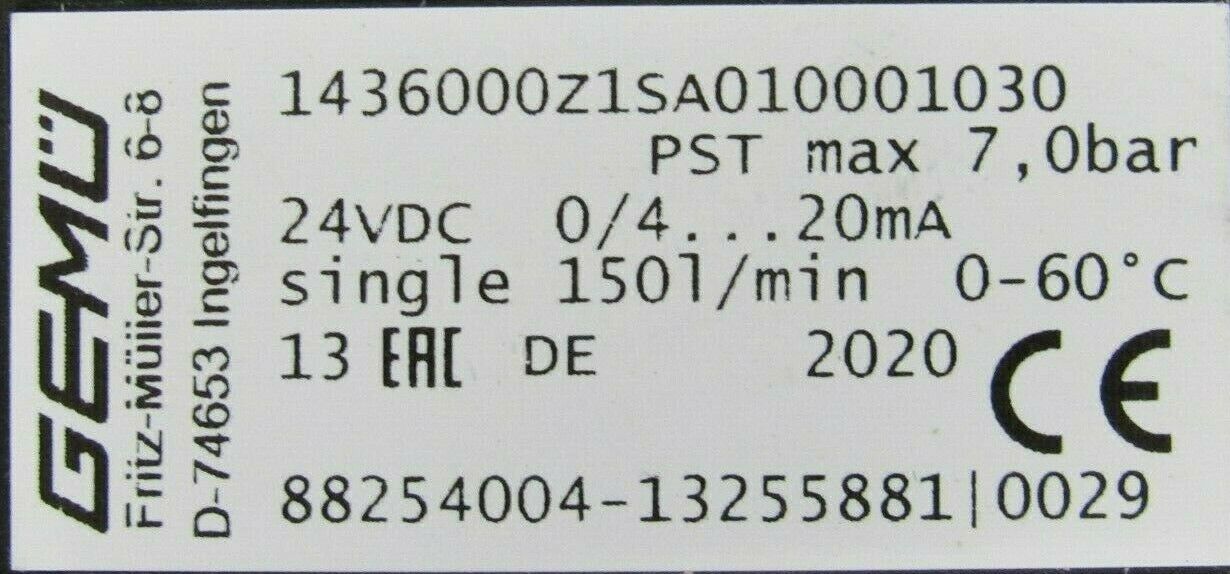 GEMÜ
Fritz-Müller-Str. 6-8
D-74653 Ingelfingen
1436000Z1SA010001030
PST max 7,0bar
24VDC 0/4...20mA
single 150l/min 0-60°C
13 EAC DE 2020 CE
88254004-13255881|0029